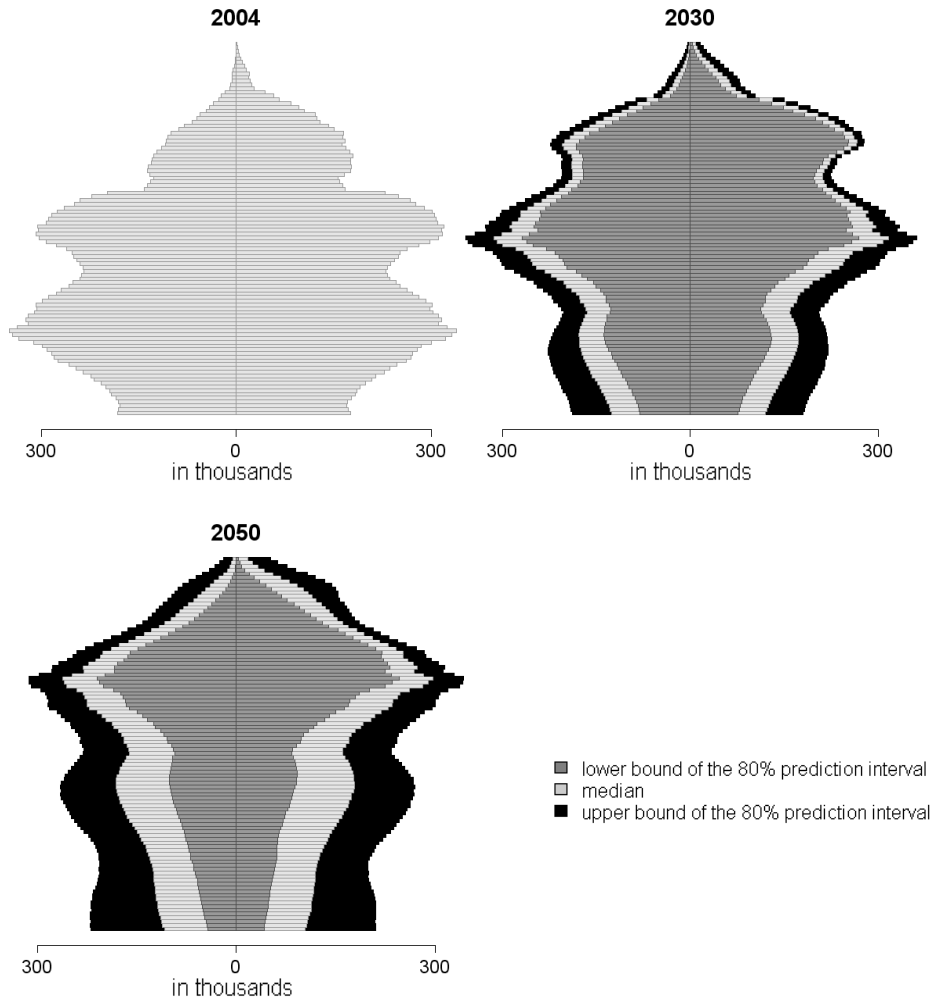 2004
2030
300 0 300
in thousands
300 0 300
in thousands
2050
lower bound of the 80% prediction interval
median
upper bound of the 80% prediction interval
300 0 300
in thousands